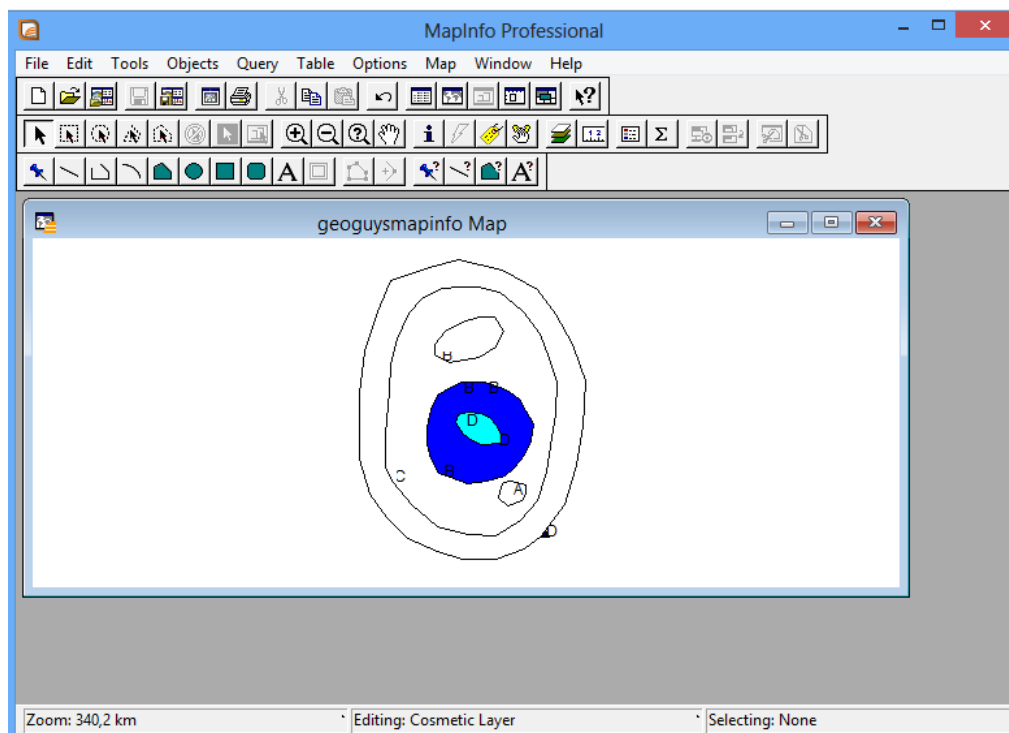 MapInfo Professional
File Edit Tools Objects Query Table Options Map Window Help
geoguysmapinfo Map
B
B B
D
D
B
C
A
D
Zoom: 340,2 km Editing: Cosmetic Layer Selecting: None